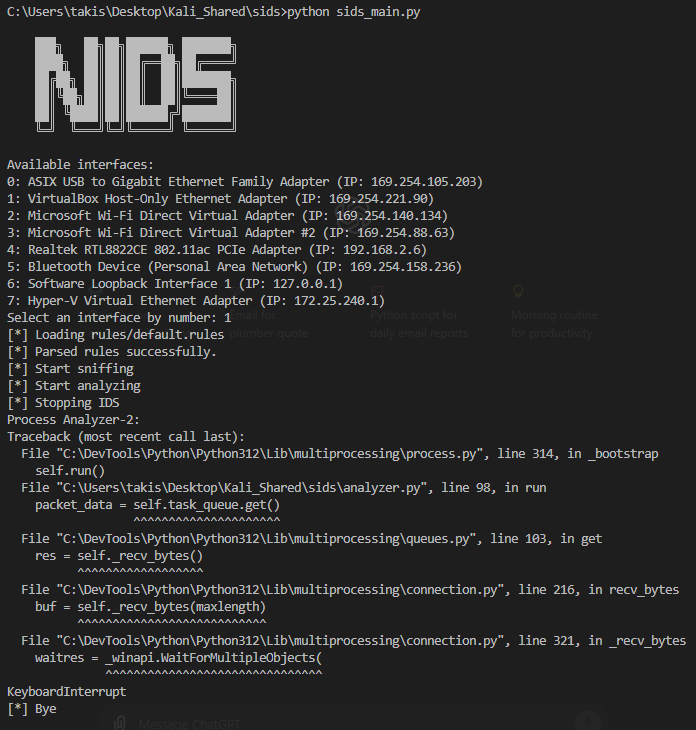 C:\Users\takis\Desktop\Kali_Shared\sids>python sids_main.py
NIDS
Available interfaces:
0: ASIX USB to Gigabit Ethernet Family Adapter (IP: 169.254.105.203)
1: VirtualBox Host-Only Ethernet Adapter (IP: 169.254.221.90)
2: Microsoft Wi-Fi Direct Virtual Adapter (IP: 169.254.140.134)
3: Microsoft Wi-Fi Direct Virtual Adapter #2 (IP: 169.254.88.63)
4: Realtek RTL8822CE 802.11ac PCIe Adapter (IP: 192.168.2.6)
5: Bluetooth Device (Personal Area Network) (IP: 169.254.158.236)
6: Software Loopback Interface 1 (IP: 127.0.0.1)
7: Hyper-V Virtual Ethernet Adapter (IP: 172.25.240.1)
Select an interface by number: 1
email for
Python script for
Morning routine
[*] Loading rules/default.rules
plumber quote
daily email reports
for productivity
[*] Parsed rules successfully.
[*] Start sniffing
[*] Start analyzing
[*] Stopping IDS
Process Analyzer-2:
Traceback (most recent call last):
  File "C:\DevTools\Python\Python312\Lib\multiprocessing\process.py", line 314, in _bootstrap
    self.run()
  File "C:\Users\takis\Desktop\Kali_Shared\sids\analyzer.py", line 98, in run
    packet_data = self.task_queue.get()
                  ^^^^^^^^^^^^^^^^^^^^^
  File "C:\DevTools\Python\Python312\Lib\multiprocessing\queues.py", line 103, in get
    res = self._recv_bytes()
          ^^^^^^^^^^^^^^^^^^
  File "C:\DevTools\Python\Python312\Lib\multiprocessing\connection.py", line 216, in recv_bytes
    buf = self._recv_bytes(maxlength)
          ^^^^^^^^^^^^^^^^^^^^^^^^^^^
  File "C:\DevTools\Python\Python312\Lib\multiprocessing\connection.py", line 321, in _recv_bytes
    waitres = _winapi.WaitForMultipleObjects(
              ^^^^^^^^^^^^^^^^^^^^^^^^^^^^^^^
KeyboardInterrupt
[*] Bye
Message ChatGPT